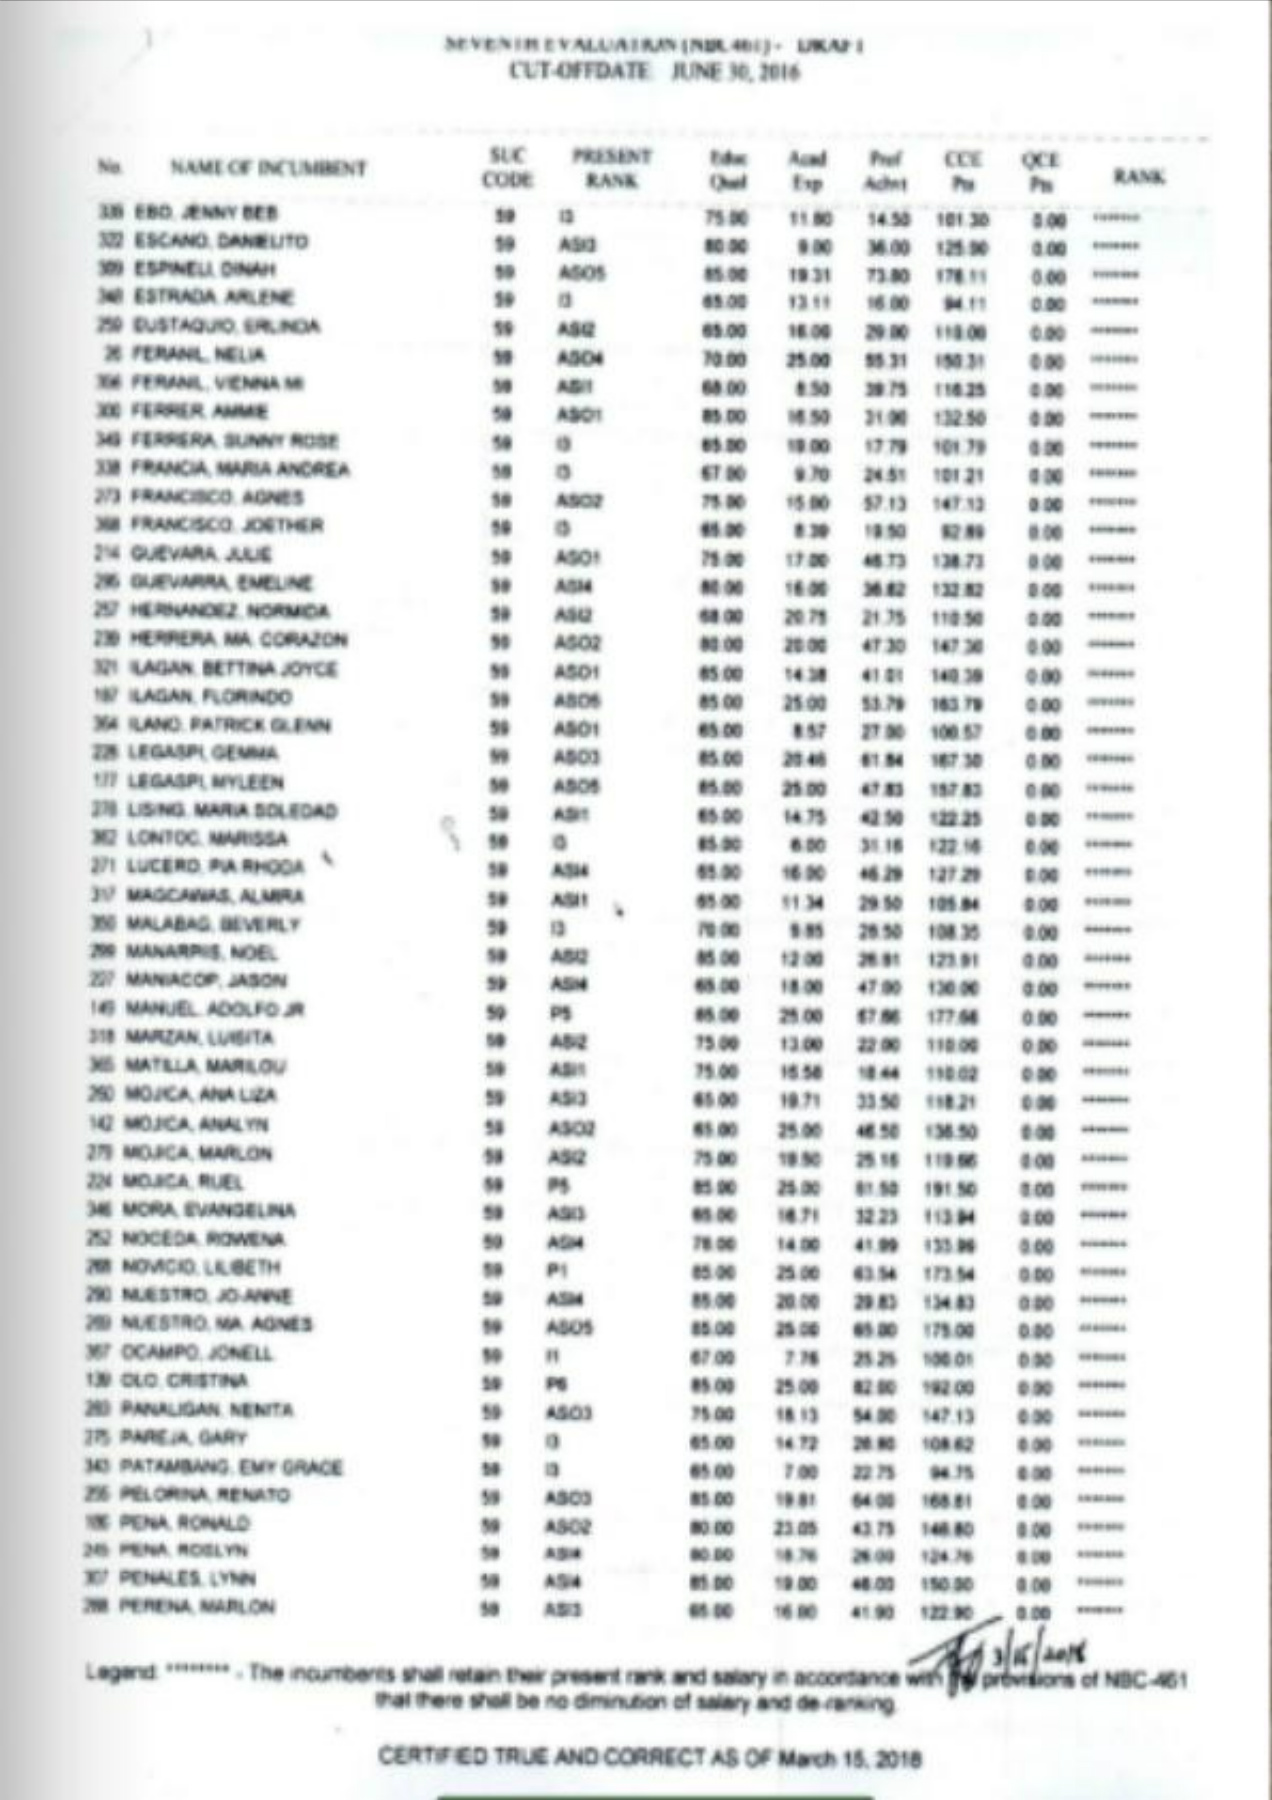 SEVENTH EVALUATION (NBC 461) - DRAFT
CUT-OFFDATE JUNE 30, 2016
No. NAME OF INCUMBENT SUC CODE PRESENT RANK Educ Qual Acad Exp Prof Achvt CCE Pts QCE Pts RANK
EBO, JENNY BEB 59 I3 75.00 11.80 14.50 101.30 0.00 *******
322 ESCANO, DANIELITO 59 ASI3 80.00 9.00 36.00 125.00 0.00 *******
309 ESPINELI, DINAH 59 ASO5 85.00 19.31 73.80 178.11 0.00 *******
ESTRADA, ARLENE 59 I3 65.00 13.11 16.00 94.11 0.00 *******
259 EUSTAQUIO, ERLINDA 59 ASI2 65.00 16.00 29.00 110.00 0.00 *******
26 FERANIL, NELIA 59 ASO4 70.00 25.00 55.31 150.31 0.00 *******
FERANIL, VIENNA MI 59 ASI1 68.00 8.50 39.75 116.25 0.00 *******
300 FERRER, AMMIE 59 ASO1 85.00 16.50 31.00 132.50 0.00 *******
349 FERRERA, SUNNY ROSE 59 I3 65.00 19.00 17.79 101.79 0.00 *******
338 FRANCIA, MARIA ANDREA 59 I3 67.00 9.70 24.51 101.21 0.00 *******
273 FRANCISCO, AGNES 59 ASO2 75.00 15.00 57.13 147.13 0.00 *******
368 FRANCISCO, JOETHER 59 I3 65.00 8.39 19.50 92.89 0.00 *******
214 GUEVARA, JULIE 59 ASO1 75.00 17.00 46.73 138.73 0.00 *******
295 GUEVARRA, EMELINE 59 ASI4 80.00 16.00 36.82 132.82 0.00 *******
257 HERNANDEZ, NORMIDA 59 ASI2 68.00 20.75 21.75 110.50 0.00 *******
239 HERRERA, MA. CORAZON 59 ASO2 80.00 20.00 47.30 147.30 0.00 *******
321 ILAGAN, BETTINA JOYCE 59 ASO1 85.00 14.38 41.01 140.39 0.00 *******
187 ILAGAN, FLORINDO 59 ASO5 85.00 25.00 53.79 163.79 0.00 *******
364 ILANO, PATRICK GLENN 59 ASO1 65.00 8.57 27.00 100.57 0.00 *******
228 LEGASPI, GEMMA 59 ASO3 85.00 20.46 61.84 167.30 0.00 *******
177 LEGASPI, MYLEEN 59 ASO5 85.00 25.00 47.83 157.83 0.00 *******
278 LISING, MARIA SOLEDAD 59 ASI1 65.00 14.75 42.50 122.25 0.00 *******
362 LONTOC, MARISSA 59 I3 85.00 6.00 31.16 122.16 0.00 *******
271 LUCERO, PIA RHODA 59 ASI4 65.00 16.00 46.29 127.29 0.00 *******
317 MAGCAWAS, ALMIRA 59 ASI1 65.00 11.34 29.50 105.84 0.00 *******
350 MALABAG, BEVERLY 59 I3 70.00 9.85 28.50 108.35 0.00 *******
299 MANARPIIS, NOEL 59 ASI2 85.00 12.00 26.91 123.91 0.00 *******
MANIACOP, JASON 59 ASI4 65.00 18.00 47.00 130.00 0.00 *******
149 MANUEL, ADOLFO JR 59 P5 85.00 25.00 67.66 177.66 0.00 *******
318 MARZAN, LUISITA 59 ASI2 75.00 13.00 22.00 110.00 0.00 *******
365 MATILLA, MARILOU 59 ASI1 75.00 16.58 18.44 110.02 0.00 *******
260 MOJICA, ANA LIZA 59 ASI3 65.00 19.71 33.50 118.21 0.00 *******
142 MOJICA, ANALYN 59 ASO2 65.00 25.00 46.50 136.50 0.00 *******
279 MOJICA, MARLON 59 ASI2 75.00 19.50 25.16 119.66 0.00 *******
224 MOJICA, RUEL 59 P5 85.00 25.00 81.50 191.50 0.00 *******
346 MORA, EVANGELINA 59 ASI3 65.00 16.71 32.23 113.94 0.00 *******
252 NOCEDA, ROWENA 59 ASI4 78.00 14.00 41.99 133.99 0.00 *******
268 NOVICIO, LILIBETH 59 P1 85.00 25.00 63.54 173.54 0.00 *******
290 NUESTRO, JO-ANNE 59 ASI4 85.00 20.00 29.83 134.83 0.00 *******
269 NUESTRO, MA. AGNES 59 ASO5 85.00 25.00 65.00 175.00 0.00 *******
367 OCAMPO, JONELL 59 I1 67.00 7.76 25.25 100.01 0.00 *******
139 OLO, CRISTINA 59 P6 85.00 25.00 82.00 192.00 0.00 *******
283 PANALIGAN, NENITA 59 ASO3 75.00 18.13 54.00 147.13 0.00 *******
275 PAREJA, GARY 59 I3 65.00 14.72 28.90 108.62 0.00 *******
343 PATAMBANG, EMY GRACE 59 I3 65.00 7.00 22.75 94.75 0.00 *******
255 PELORINA, RENATO 59 ASO3 85.00 19.81 64.00 168.81 0.00 *******
186 PENA, RONALD 59 ASO2 80.00 23.05 43.75 146.80 0.00 *******
245 PENA, ROSLYN 59 ASI4 80.00 18.76 26.00 124.76 0.00 *******
307 PENALES, LYNN 59 ASI4 85.00 19.00 46.00 150.00 0.00 *******
288 PERENA, MARLON 59 ASI3 65.00 16.00 41.90 122.90 0.00 *******
3/15/2018
Legend: ******** - The incumbents shall retain their present rank and salary in accordance with the provisions of NBC-461
that there shall be no diminution of salary and de-ranking.
CERTIFIED TRUE AND CORRECT AS OF March 15, 2018